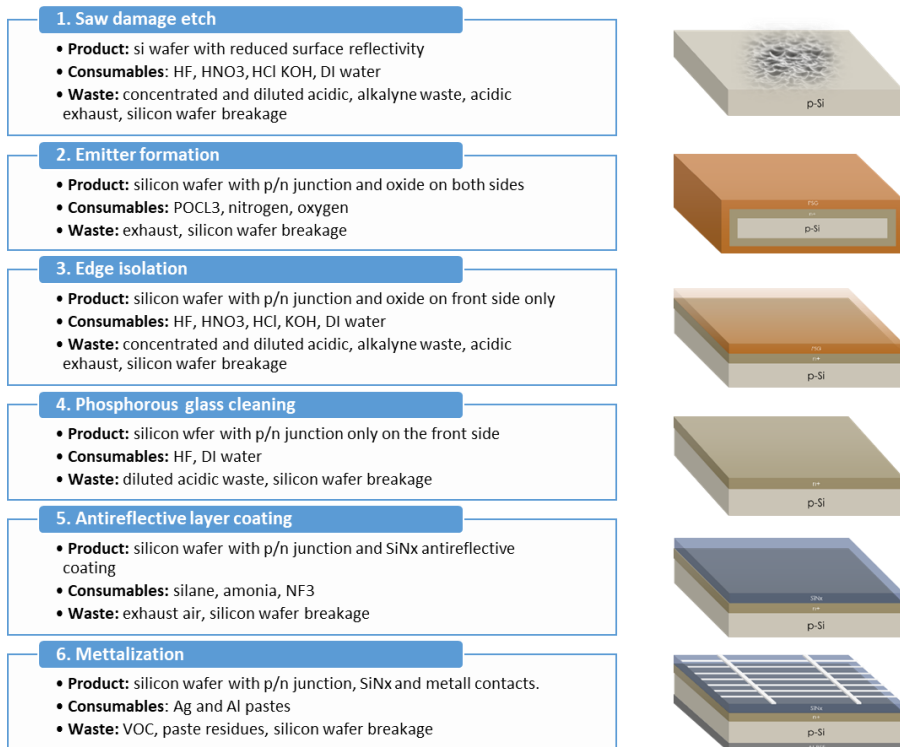 1. Saw damage etch
• Product: si wafer with reduced surface reflectivity
• Consumables: HF, HNO3, HCl KOH, DI water
• Waste: concentrated and diluted acidic, alkalyne waste, acidic
exhaust, silicon wafer breakage
p-Si
2. Emitter formation
• Product: silicon wafer with p/n junction and oxide on both sides
• Consumables: POCL3, nitrogen, oxygen
• Waste: exhaust, silicon wafer breakage
PSG
n+
p-Si
3. Edge isolation
• Product: silicon wafer with p/n junction and oxide on front side only
• Consumables: HF, HNO3, HCl, KOH, DI water
• Waste: concentrated and diluted acidic, alkalyne waste, acidic
exhaust, silicon wafer breakage
PSG
n+
p-Si
4. Phosphorous glass cleaning
• Product: silicon wfer with p/n junction only on the front side
• Consumables: HF, DI water
• Waste: diluted acidic waste, silicon wafer breakage
n+
p-Si
5. Antireflective layer coating
• Product: silicon wafer with p/n junction and SiNx antireflective
coating
• Consumables: silane, amonia, NF3
• Waste: exhaust air, silicon wafer breakage
SiNx
n+
p-Si
6. Mettalization
• Product: silicon wafer with p/n junction, SiNx and metall contacts.
• Consumables: Ag and Al pastes
• Waste: VOC, paste residues, silicon wafer breakage
SiNx
n+
p-Si